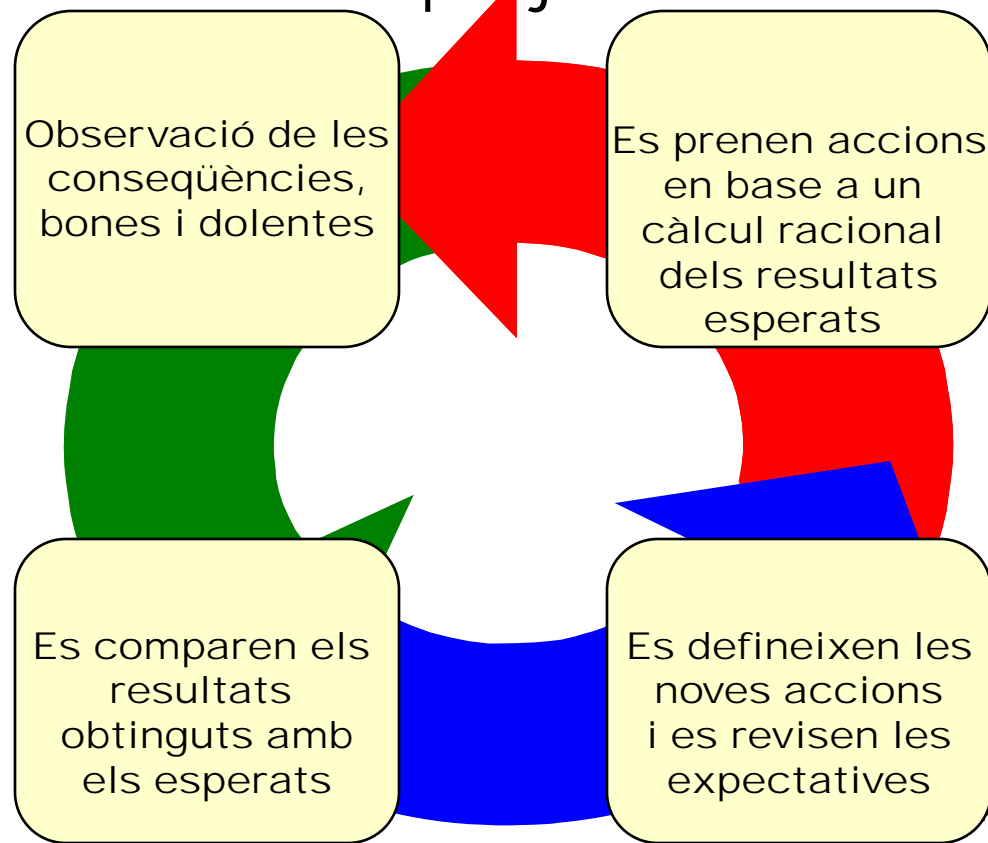 Observació de les
conseqüències,
bones i dolentes
Es prenen accions
en base a un
càlcul racional
dels resultats
esperats
Es comparen els
resultats
obtinguts amb
els esperats
Es defineixen les
noves accions
i es revisen les
expectatives